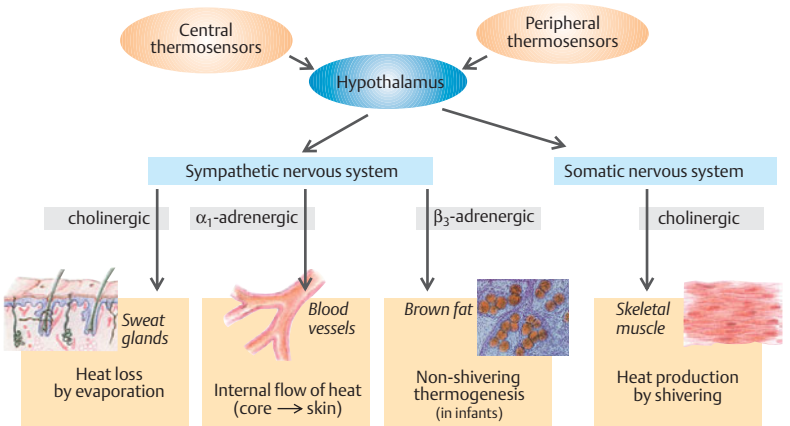 Central
thermosensors
Peripheral
thermosensors
Hypothalamus
Sympathetic nervous system
Somatic nervous system
cholinergic
α₁-adrenergic
β₃-adrenergic
cholinergic
Sweat
glands
Heat loss
by evaporation
Blood
vessels
Internal flow of heat
(core → skin)
Brown fat
Non-shivering
thermogenesis
(in infants)
Skeletal
muscle
Heat production
by shivering